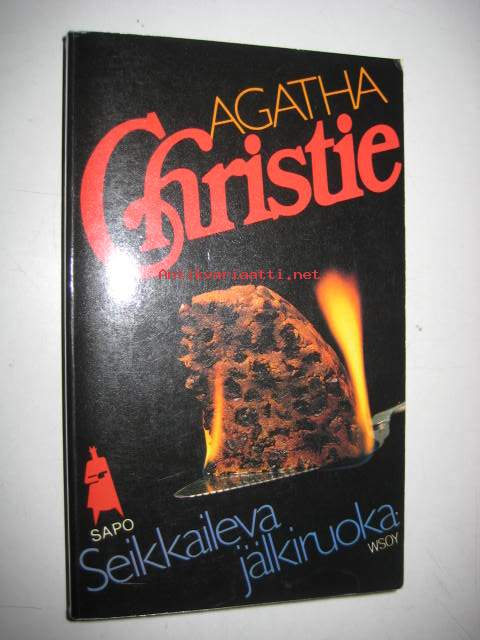 AGATHA
Christie
Antikvariaatti.net
SAPO
Seikkaileva
jälkiruoka
WSOY